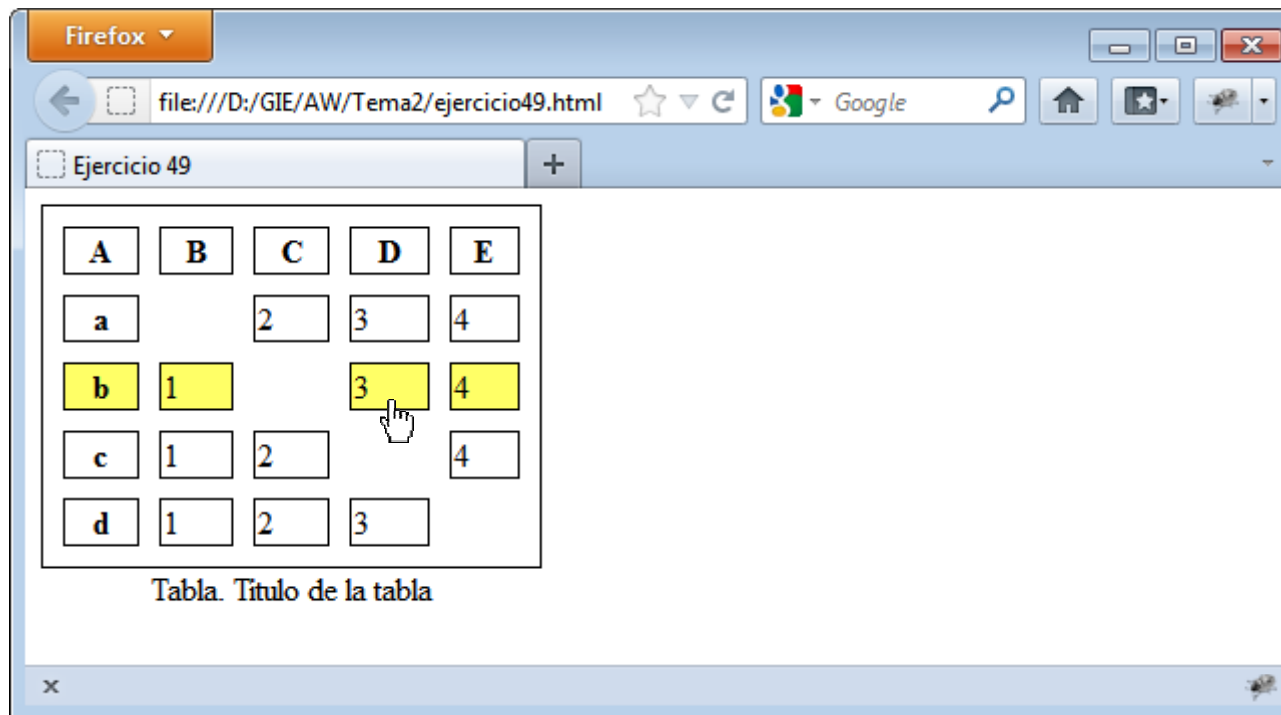 Firefox
file:///D:/GIE/AW/Tema2/ejercicio49.html Google
Ejercicio 49
A B C D E
a 2 3 4
b 1 3 4
c 1 2 4
d 1 2 3
Tabla. Título de la tabla